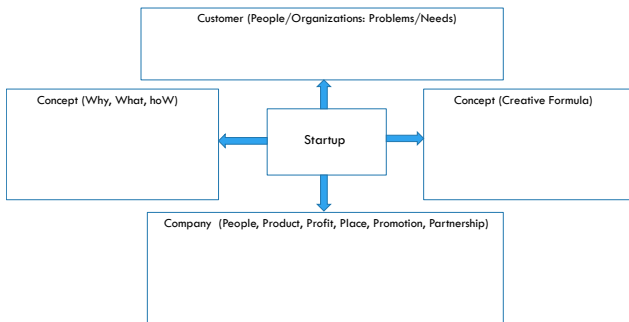 Customer (People/Organizations: Problems/Needs)
Concept (Why, What, hoW)
Concept (Creative Formula)
Startup
Company  (People, Product, Profit, Place, Promotion, Partnership)